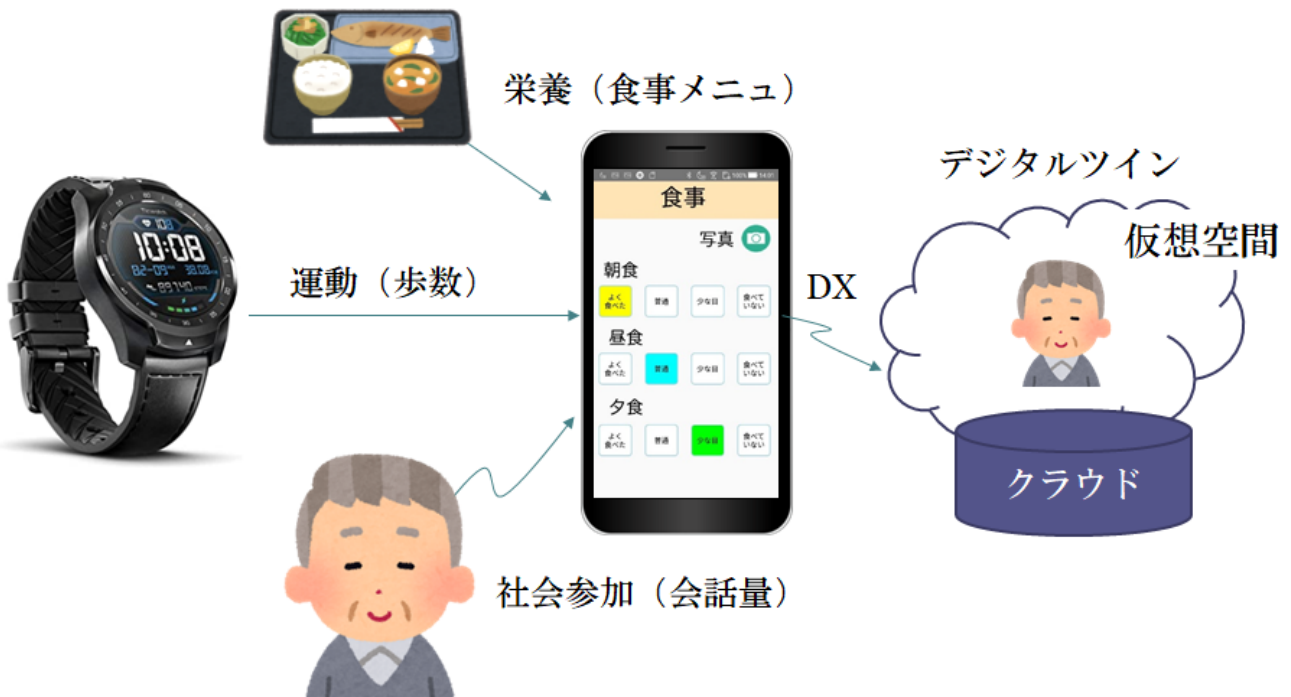 栄養（食事メニュ）
デジタルツイン
仮想空間
100% 14:01
食事
写真
朝食
よく
食べた
普通
少な目
食べて
いない
昼食
よく
食べた
普通
少な目
食べて
いない
夕食
よく
食べた
普通
少な目
食べて
いない
10:08
運動（歩数）
DX
クラウド
社会参加（会話量）